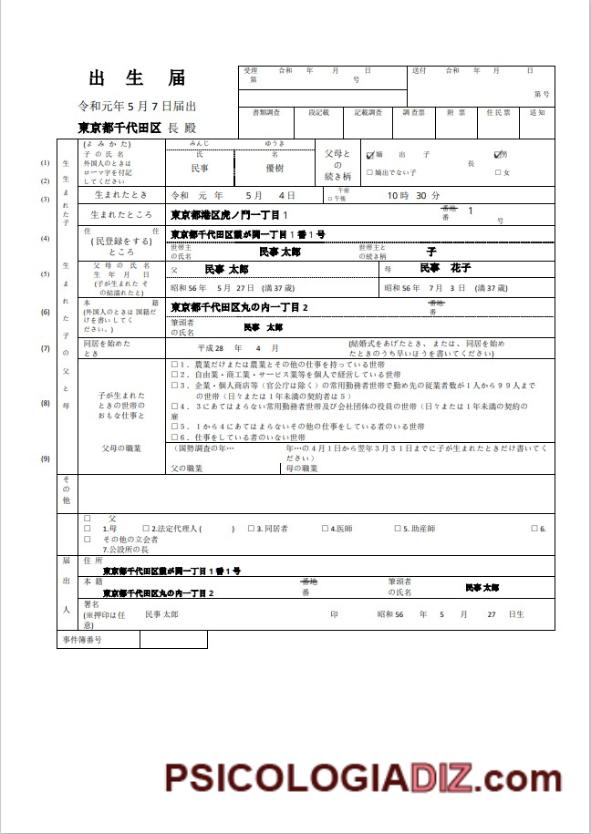 出 生 届
令和元年 5 月 7 日届出
東京都千代田区 長 殿
受理 令和 年 月 日
第 号
送付 令和 年 月 日
第 号
書類調査 戸籍記載 記載調査 調査票 附 票 住 民 票 通 知
(1)
(2)
(3)
(4)
(5)
(6)
(7)
(8)
(9)
生まれた子
(よ み か た)
子 の 氏 名
外国人のときは
ローマ字を付記
してください
みんじ ゆうき
氏 名
民事 優樹
父母と
の
続き柄
☑嫡 出 子
長
☐嫡出でない子
☑男
☐女
生まれたとき 令和 元 年 5 月 4 日
午前
☐午後
10 時 30 分
生まれたところ 東京都港区虎ノ門一丁目 1
番地
番
1
号
住 住
( 民登録をする)
ところ
東京都千代田区霞が関一丁目 1 番 1 号
世帯主
の氏名
民事 太郎
世帯主と
の続き柄
子
生まれた子の父と母
父 母 の 氏 名
生 年 月 日
(子が生まれた そ
父 民事 太郎
母 民事 花子
昭和 56 年 5 月 27 日 (満 37 歳)
昭和 56 年 7 月 3 日 (満 37 歳)
本 籍
(外国人のときは 国籍だ
けを書い してく
ださい。)
東京都千代田区丸の内一丁目 2
番地
番
筆頭者
の氏名
民事 太郎
同居を始めた
とき
平成 28 年 4 月
(結婚式をあげたとき、または、同居を始め
たときのうち早いほうを書いてください)
子が生まれた
ときの世帯の
おもな仕事と
☐1．農業だけまたは農業とその他の仕事を持っている世帯
☐2．自由業・商工業・サービス業等を個人で経営している世帯
☐3．企業・個人商店等（官公庁は除く）の常用勤労者世帯で勤め先の従業者数が 1 人から 9 9 人まで
の世帯（日々または 1 年未満の契約者は 5）
☐4．3 にあてはまらない常用勤労者世帯及び会社団体の役員の世帯（日々または 1 年未満の契約の
雇
☐5．1 から 4 にあてはまらないその他の仕事をしている者のいる世帯
☐6．仕事をしている者のいない世帯
父母の職業
（国勢調査の年… 年…の 4 月 1 日から翌年 3 月 3 1 日までに子が生まれたときだけ書いてく
ださい）
父の職業 母の職業
その他
☐ 父
☐ 1.母 ☐ 2.法定代理人 ( ) ☐ 3. 同居者 ☐ 4.医師 ☐ 5. 助産師 ☐ 6.
☐ その他の立会者
7.公設所の長
届出人
住 所
東京都千代田区霞が関一丁目 1 番 1 号
本 籍
東京都千代田区丸の内一丁目 2
番地
番
筆頭者
の氏名
民事 太郎
署名
(※押印は任
意)
民事 太郎 印 昭和 56 年 5 月 27 日生
事件簿番号
PSICOLOGIADIZ.com